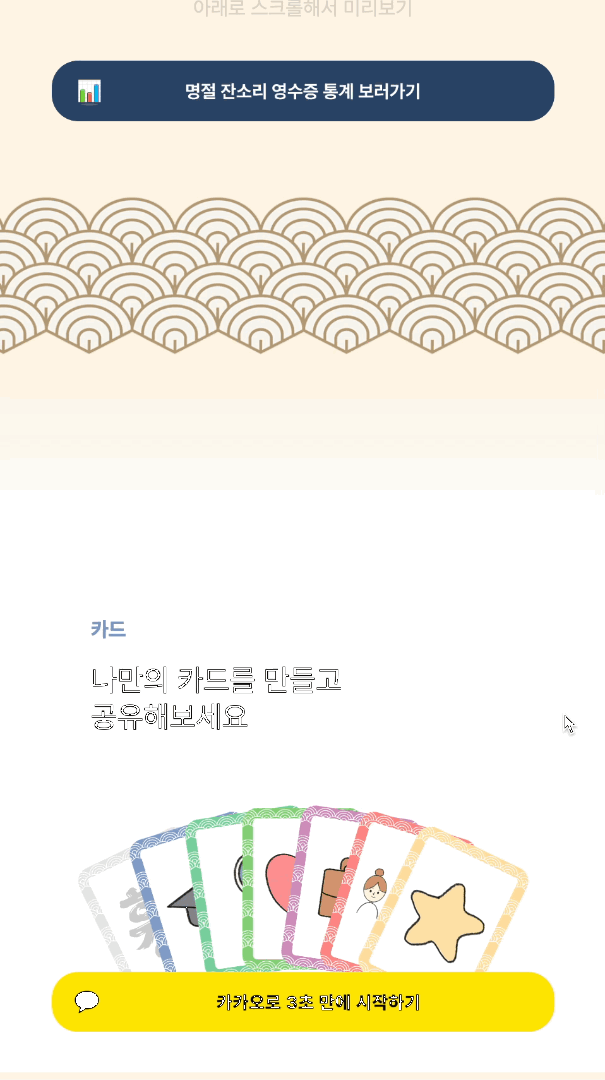 아래로 스크롤해서 미리보기
명절 잔소리 영수증 통계 보러가기
카드
나만의 카드를 만들고
공유해보세요
카카오로 3초 만에 시작하기